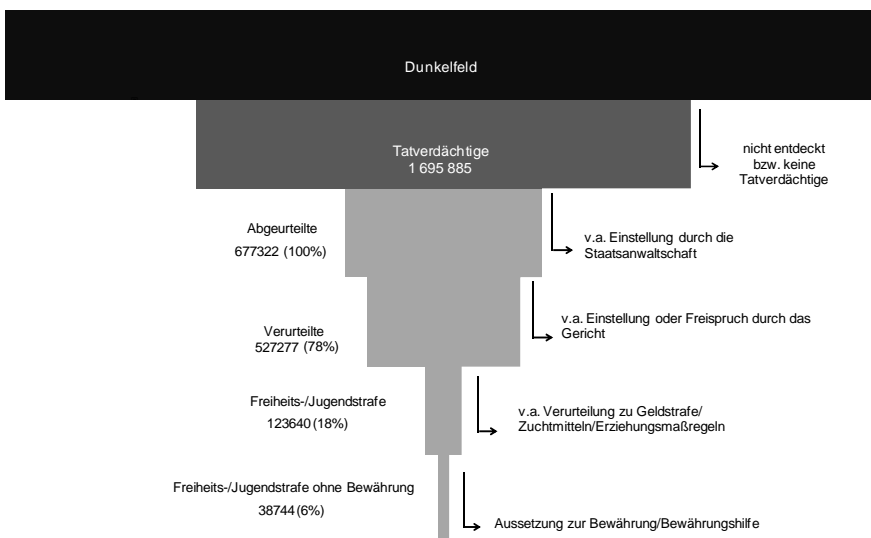 Dunkelfeld
Tatverdächtige
1 695 885
nicht entdeckt
bzw. keine
Tatverdächtige
Abgeurteilte
677322 (100%)
v.a. Einstellung durch die
Staatsanwaltschaft
Verurteilte
527277 (78%)
v.a. Einstellung oder Freispruch durch das
Gericht
Freiheits-/Jugendstrafe
123640 (18%)
v.a. Verurteilung zu Geldstrafe/
Zuchtmitteln/Erziehungsmaßregeln
Freiheits-/Jugendstrafe ohne Bewährung
38744 (6%)
Aussetzung zur Bewährung/Bewährungshilfe